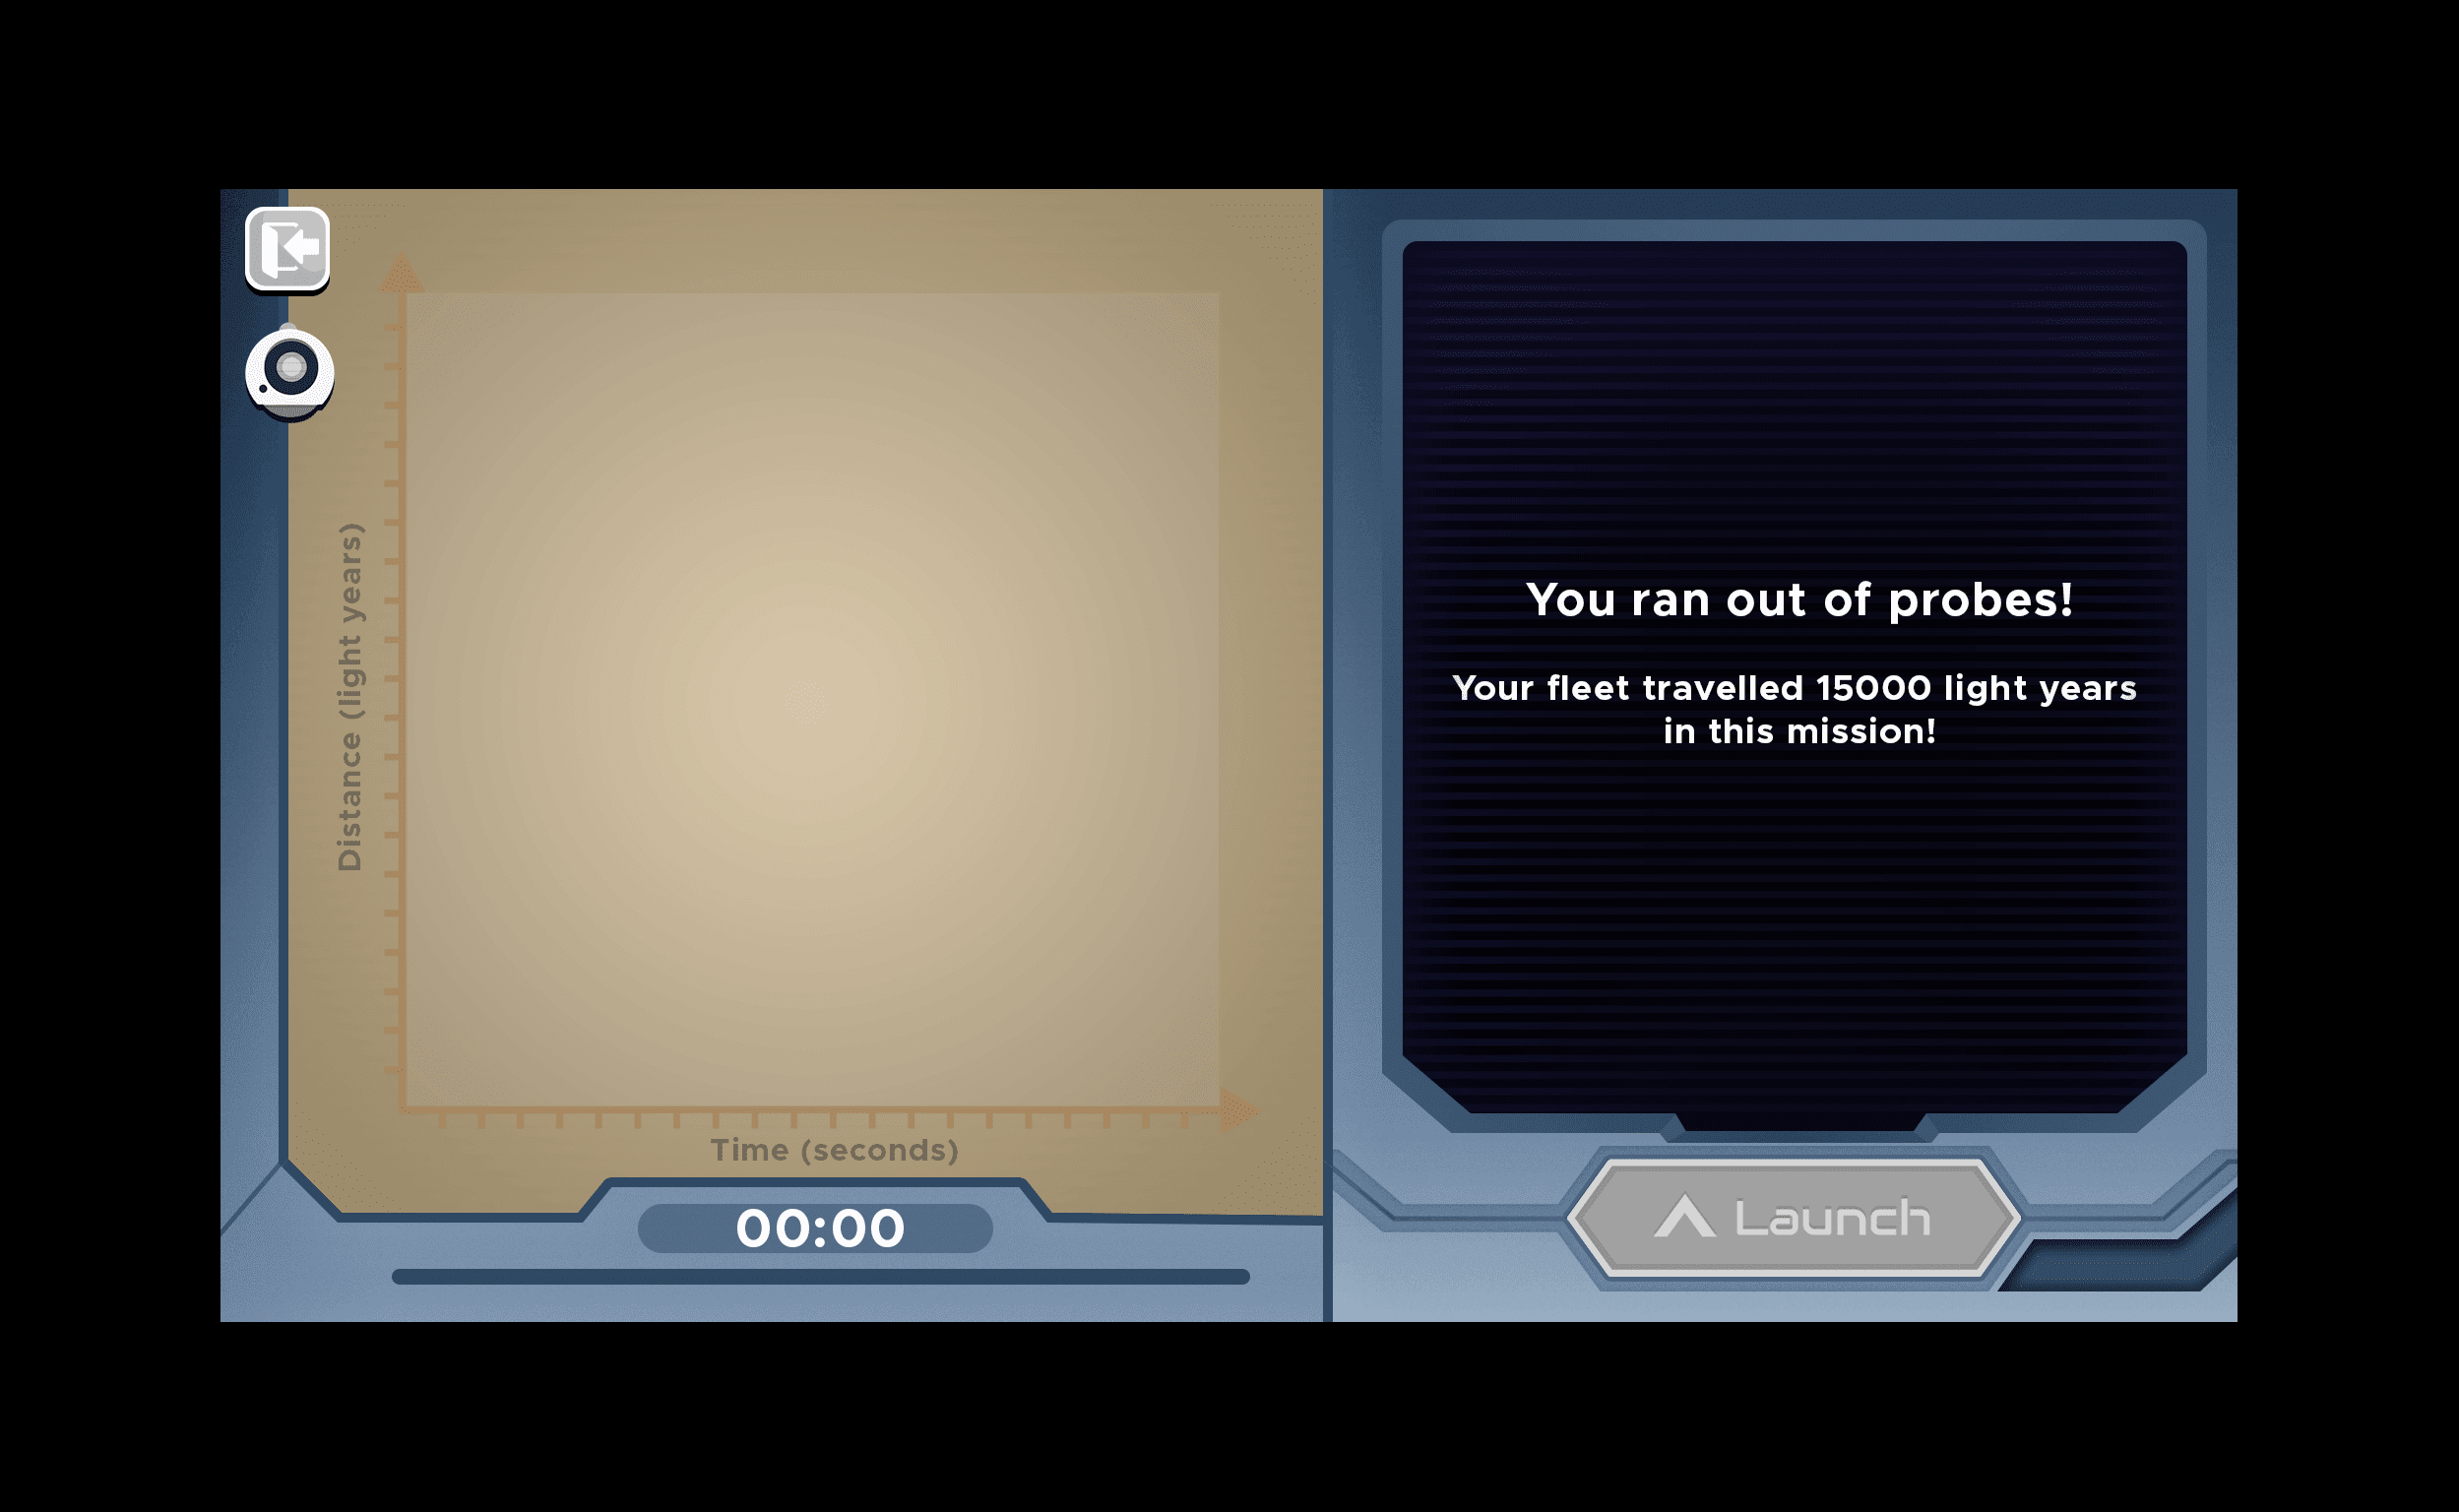 Distance (light years)
Time (seconds)
00:00
You ran out of probes!
Your fleet travelled 15000 light years
in this mission!
Launch